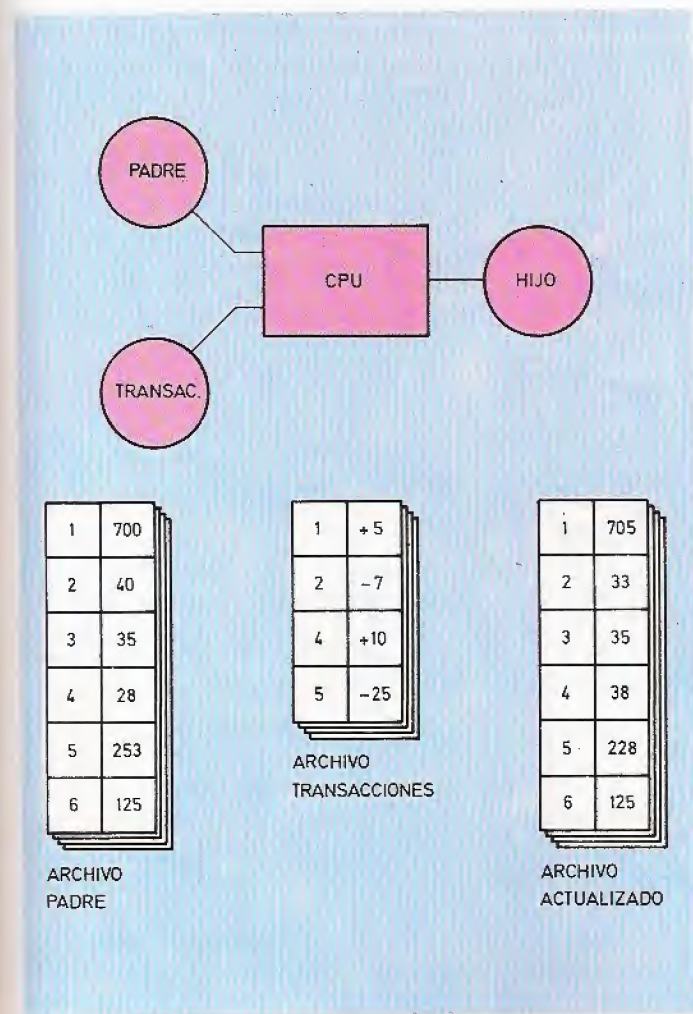 PADRE
CPU
HIJO
TRANSAC.
1 700
2 40
3 35
4 28
5 253
6 125
ARCHIVO
PADRE
1 +5
2 -7
4 +10
5 -25
ARCHIVO
TRANSACCIONES
1 705
2 33
3 35
4 38
5 228
6 125
ARCHIVO
ACTUALIZADO